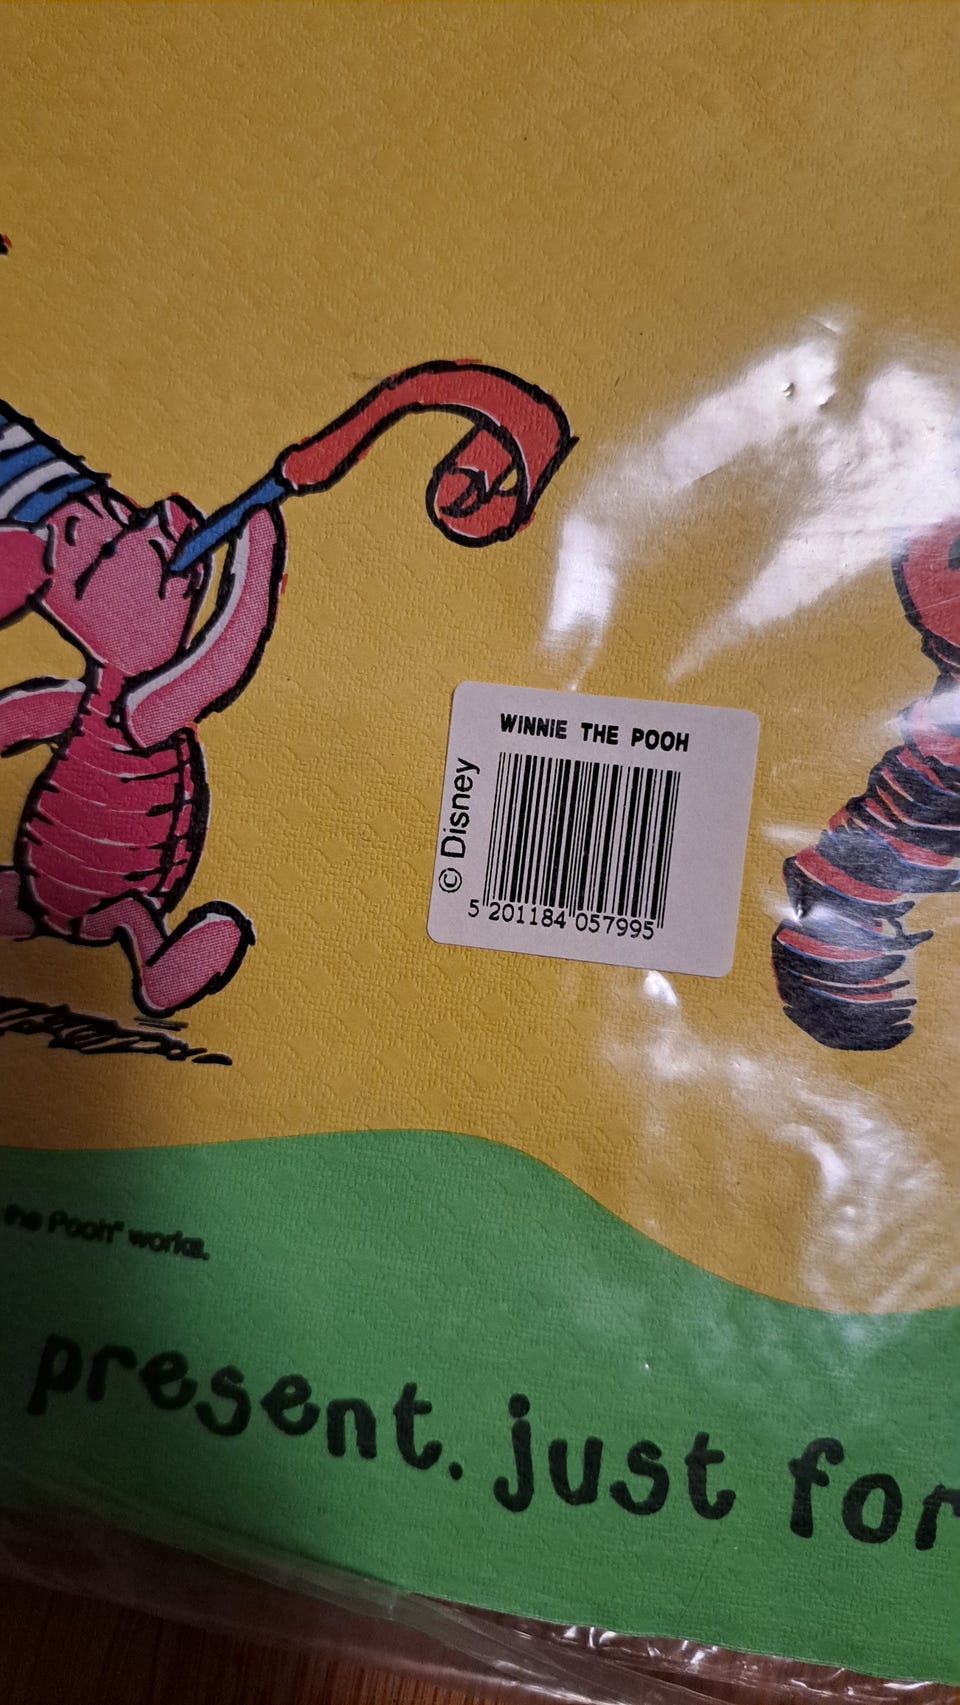 WINNIE THE POOH
© Disney
5 201184 057995
the Pooh" works.
present. just for